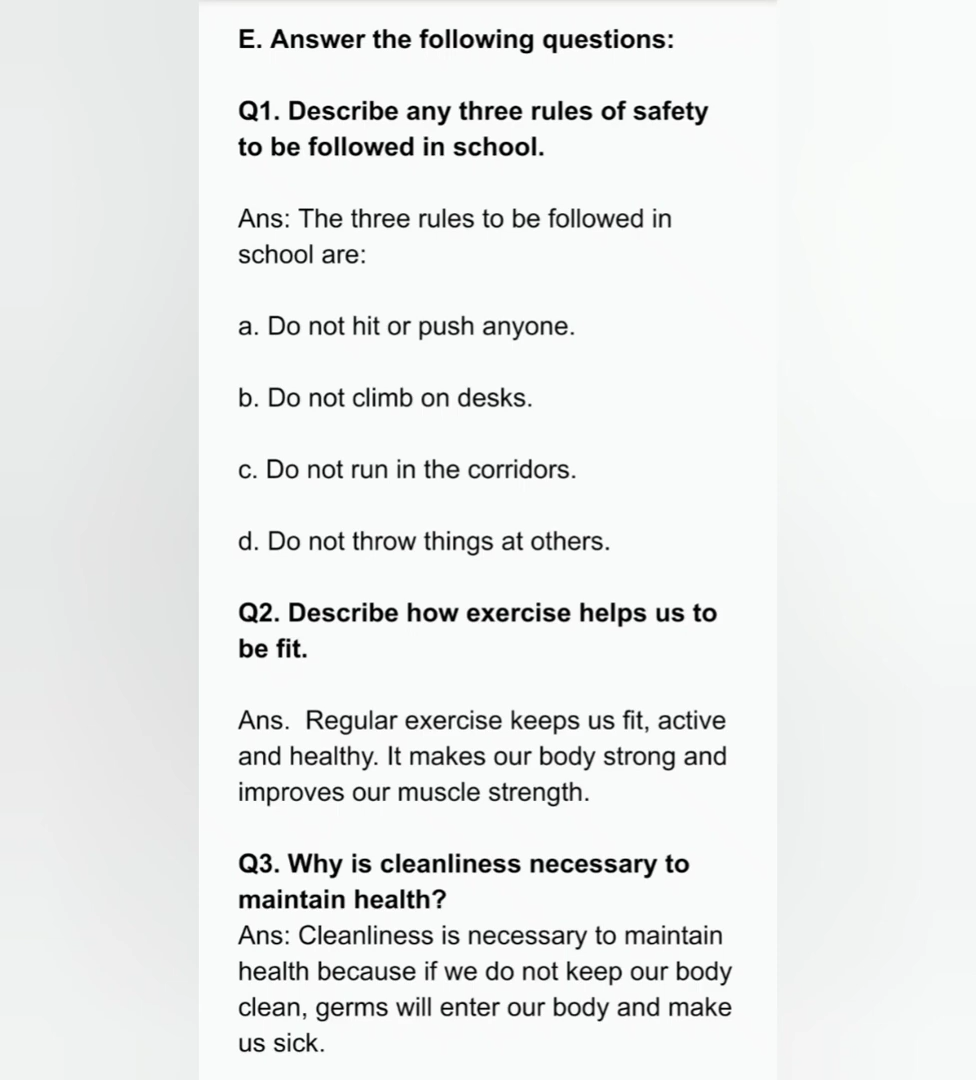 E. Answer the following questions:
Q1. Describe any three rules of safety
to be followed in school.
Ans: The three rules to be followed in
school are:
a. Do not hit or push anyone.
b. Do not climb on desks.
c. Do not run in the corridors.
d. Do not throw things at others.
Q2. Describe how exercise helps us to
be fit.
Ans.  Regular exercise keeps us fit, active
and healthy. It makes our body strong and
improves our muscle strength.
Q3. Why is cleanliness necessary to
maintain health?
Ans: Cleanliness is necessary to maintain
health because if we do not keep our body
clean, germs will enter our body and make
us sick.